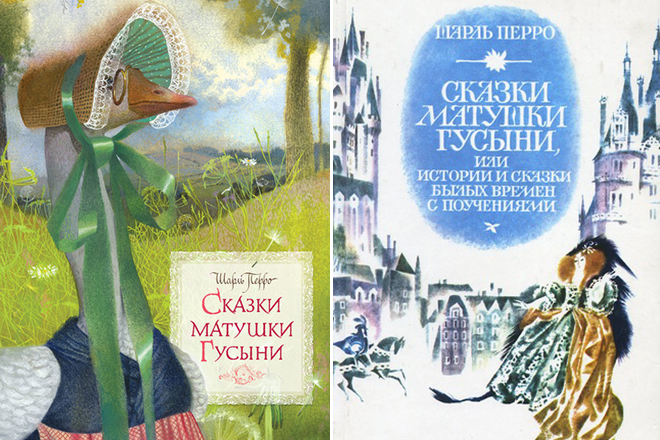 Шарль Перро
Сказки
матушки
Гусыни
ШАРЛЬ ПЕРРО
СКАЗКИ
МАТУШКИ
ГУСЫНИ,
ИЛИ
ИСТОРИИ И СКАЗКИ
БЫЛЫХ ВРЕМЕН
С ПОУЧЕНИЯМИ